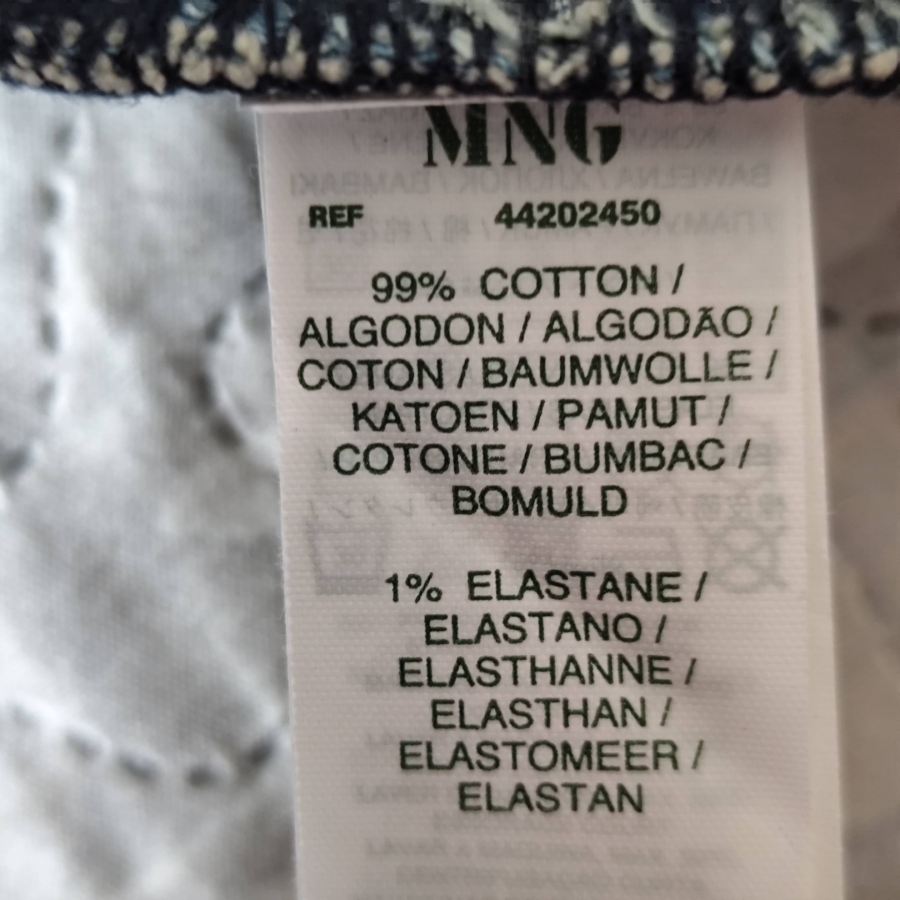 MNG
REF 44202450
99% COTTON /
ALGODON / ALGODÃO /
COTON / BAUMWOLLE /
KATOEN / PAMUT /
COTONE / BUMBAC /
BOMULD
1% ELASTANE /
ELASTANO /
ELASTHANNE /
ELASTHAN /
ELASTOMEER /
ELASTAN